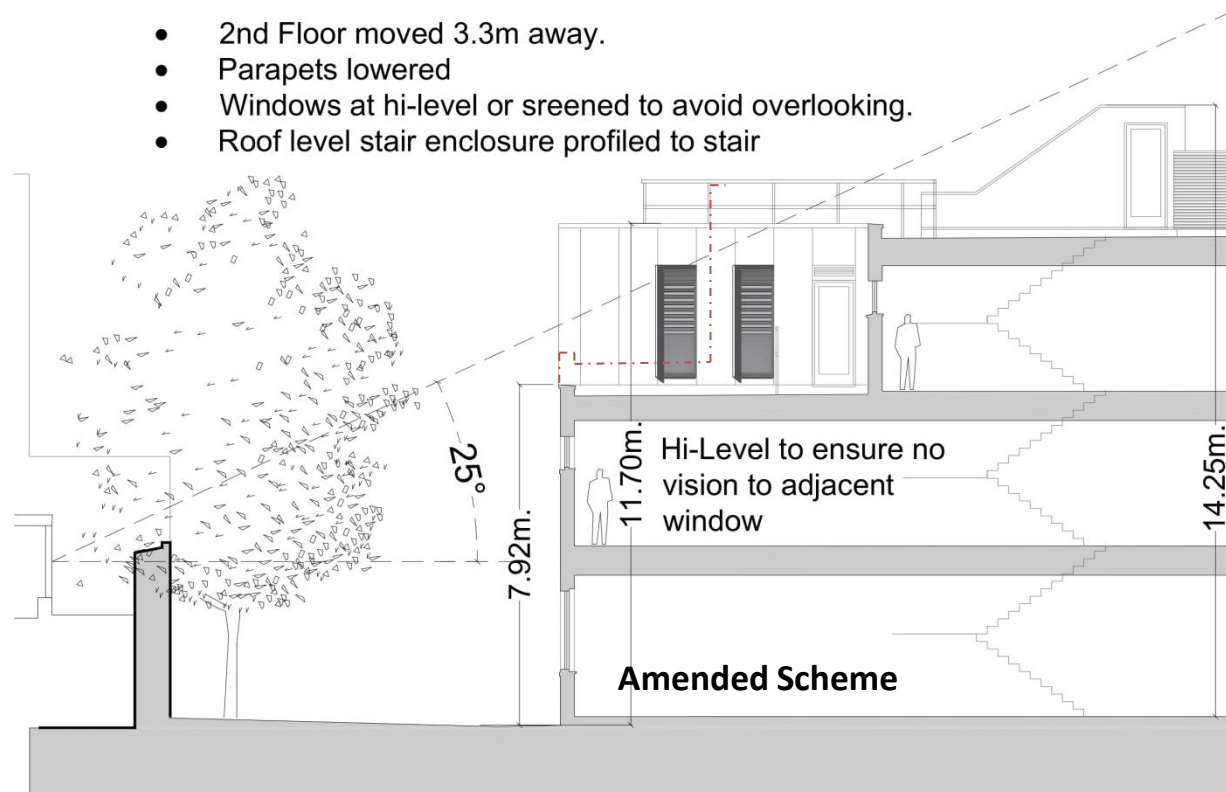 • 2nd Floor moved 3.3m away.
• Parapets lowered
• Windows at hi-level or sreened to avoid overlooking.
• Roof level stair enclosure profiled to stair
25°
7.92m.
11.70m.
Hi-Level to ensure no
vision to adjacent
window
14.25m.
Amended Scheme